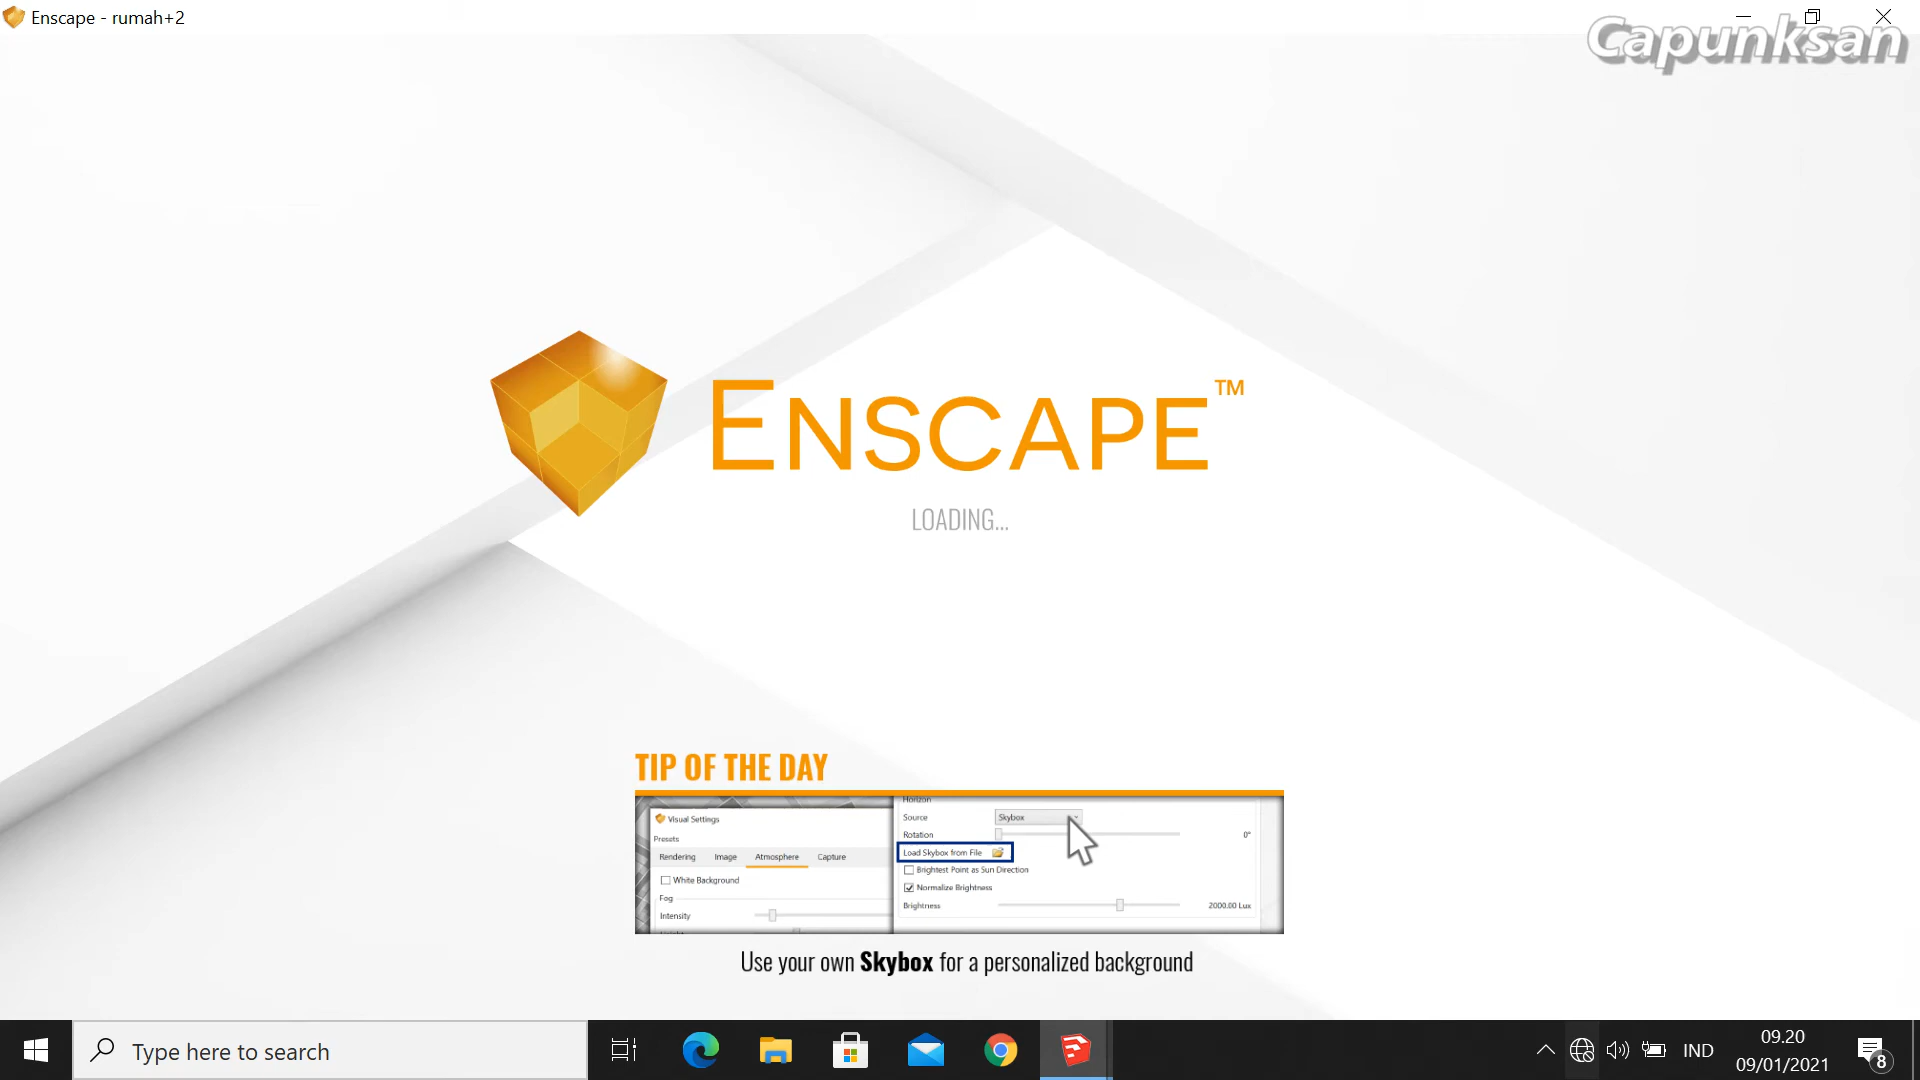 Enscape - rumah+2
Capunksan
ENSCAPE™
LOADING...
TIP OF THE DAY
Visual Settings
Presets
Rendering Image Atmosphere Capture
White Background
Fog
Intensity
Horizon
Source Skybox
Rotation 0°
Load Skybox from File
Brightest Point as Sun Direction
Normalize Brightness
Brightness 2000.00 Lux
Use your own Skybox for a personalized background
Type here to search
IND
09.20
09/01/2021
8